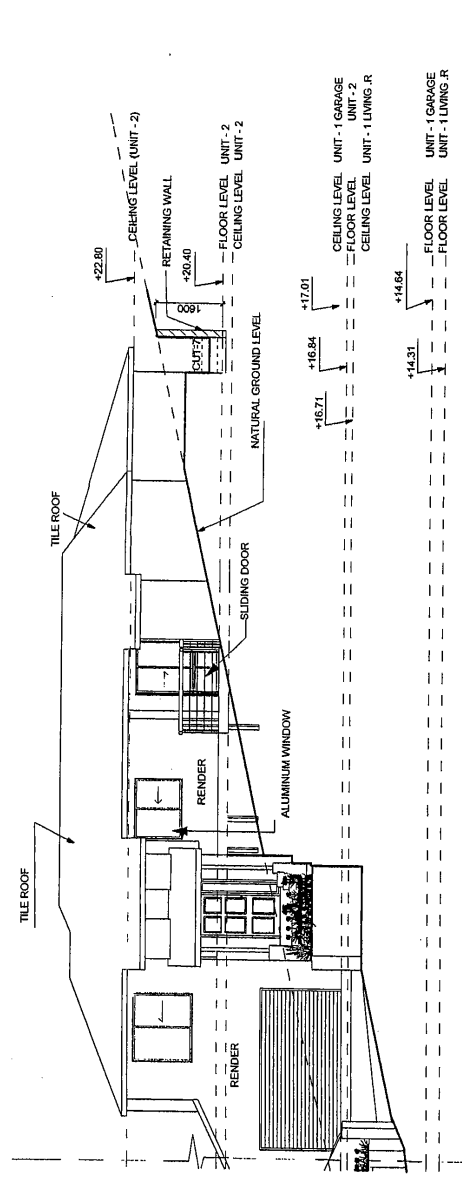 TILE ROOF
TILE ROOF
+22.80
CEILING LEVEL (UNIT - 2)
RETAINING WALL
1600
CUT
+20.40
FLOOR LEVEL UNIT - 2
CEILING LEVEL UNIT - 2
NATURAL GROUND LEVEL
SLIDING DOOR
RENDER
ALUMINUM WINDOW
RENDER
+17.01
+16.84
+16.71
CEILING LEVEL UNIT - 1 GARAGE
FLOOR LEVEL UNIT - 2
CEILING LEVEL UNIT - 1 LIVING .R
+14.64
+14.31
FLOOR LEVEL UNIT - 1 GARAGE
FLOOR LEVEL UNIT - 1 LIVING .R